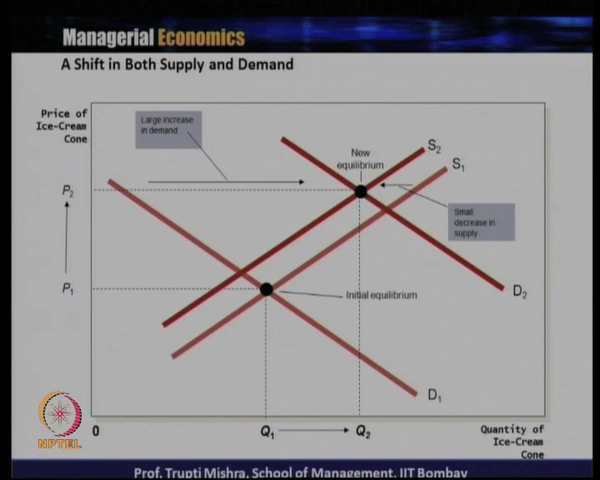 Managerial Economics
A Shift in Both Supply and Demand
Price of
Ice-Cream
Cone
Large increase
in demand
New
equilibrium
S2
S1
P2
Small
decrease in
supply
P1
Initial equilibrium
D2
D1
NPTEL
0
Q1
Q2
Quantity of
Ice-Cream
Cone
Prof. Trupti Mishra, School of Management, IIT Bombay